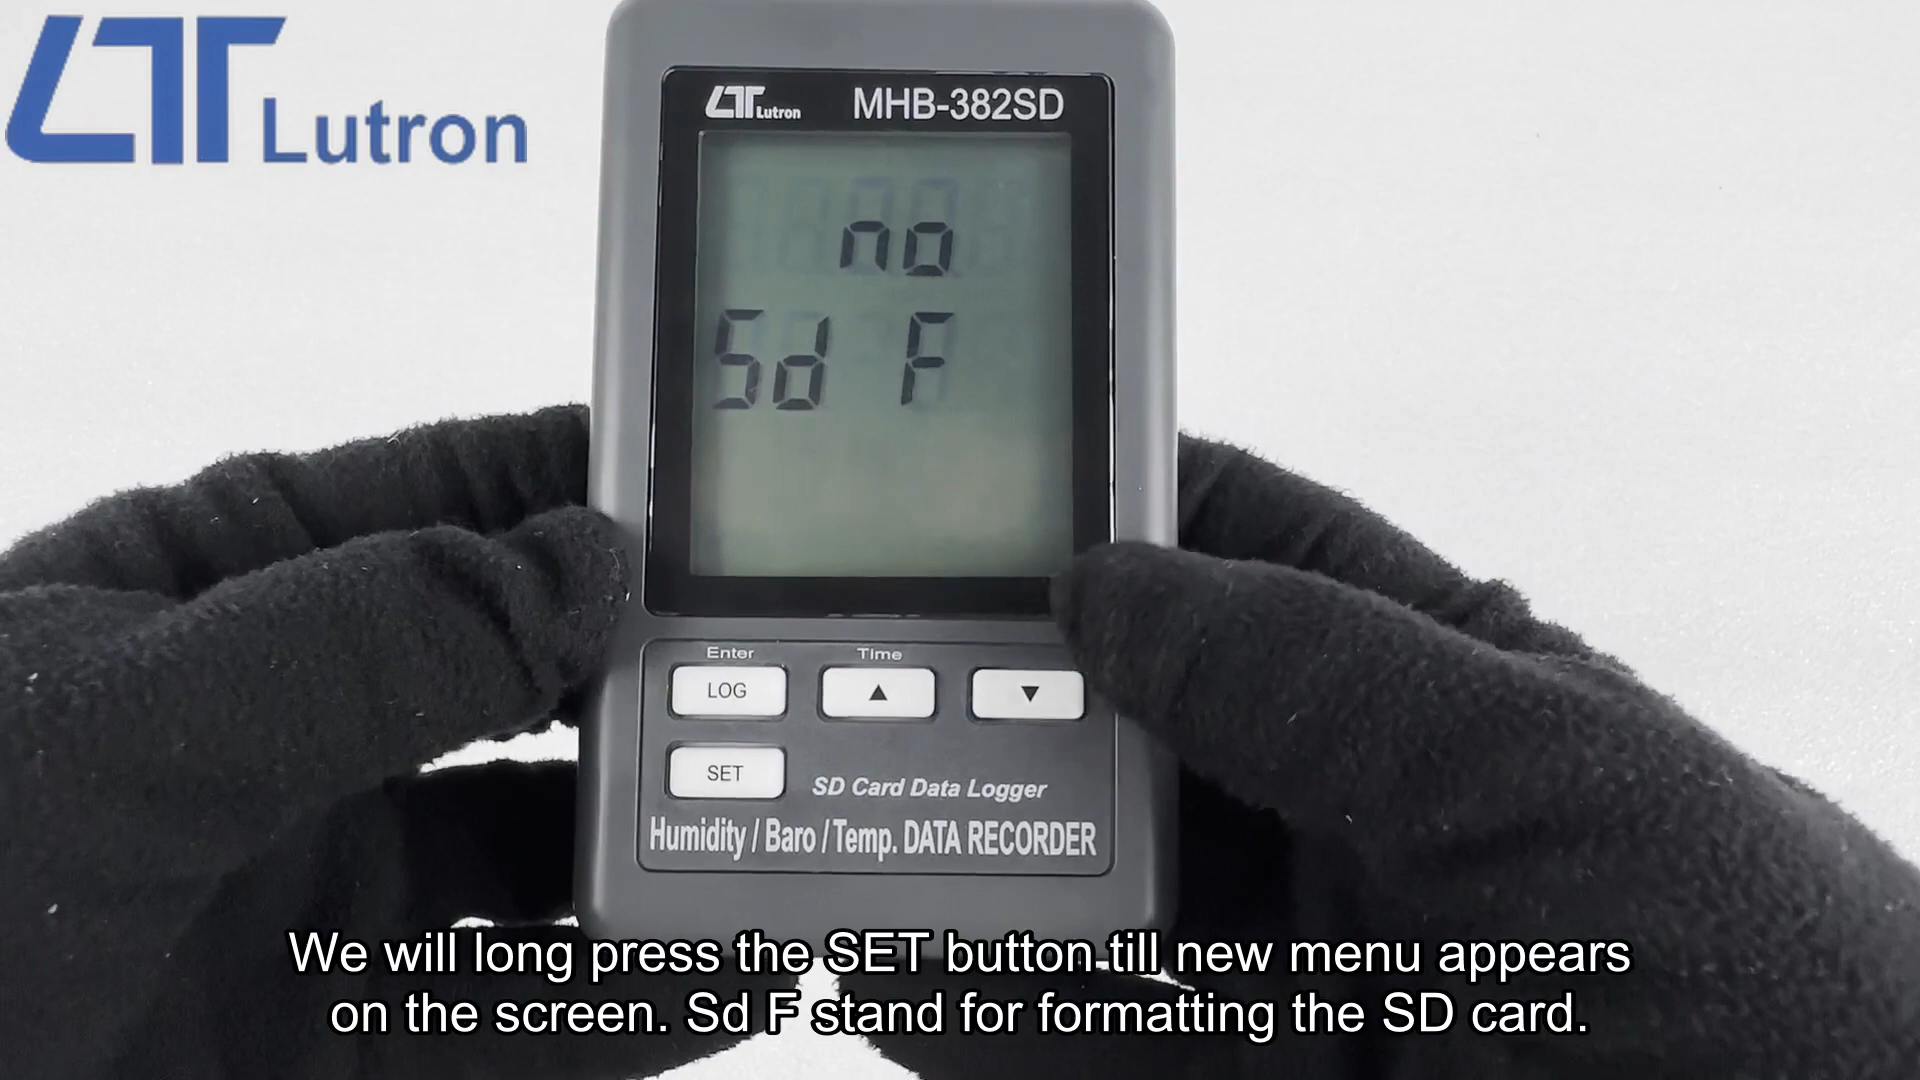 LT Lutron
LT Lutron MHB-382SD
no
Sd F
Enter Time
LOG ▲ ▼
SET SD Card Data Logger
Humidity / Baro / Temp. DATA RECORDER
We will long press the SET button till new menu appears
on the screen. Sd F stand for formatting the SD card.